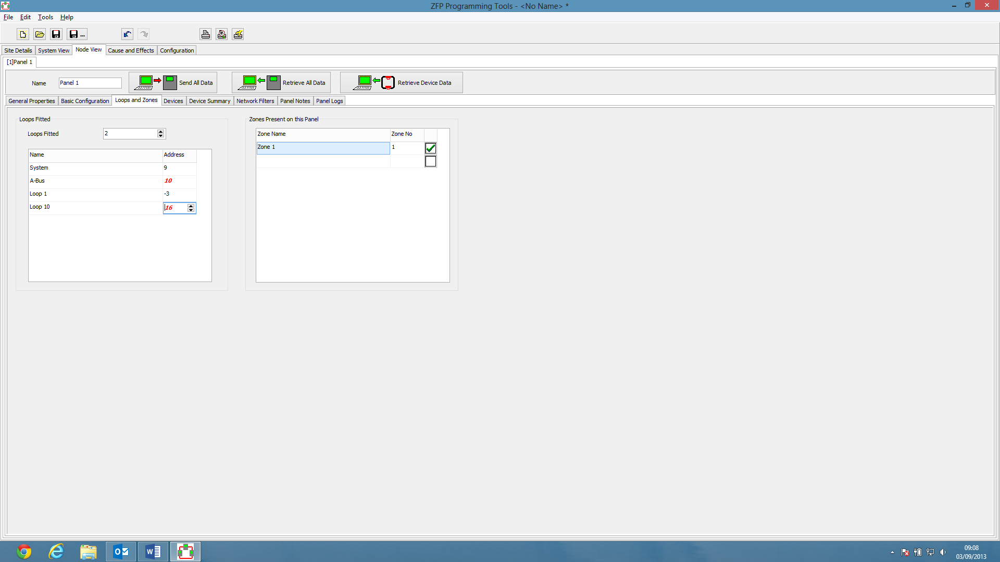 ZFP Programming Tools - <No Name> *
File Edit Tools Help
...
Site Details System View Node View Cause and Effects Configuration
[1]Panel 1
Name Panel 1 Send All Data Retrieve All Data Retrieve Device Data
General Properties Basic Configuration Loops and Zones Devices Device Summary Network Filters Panel Notes Panel Logs
Loops Fitted
Loops Fitted 2
Name Address
System 9
A-Bus 10
Loop 1 -3
Loop 10 16
Zones Present on this Panel
Zone Name Zone No
Zone 1 1
09:08
03/09/2013